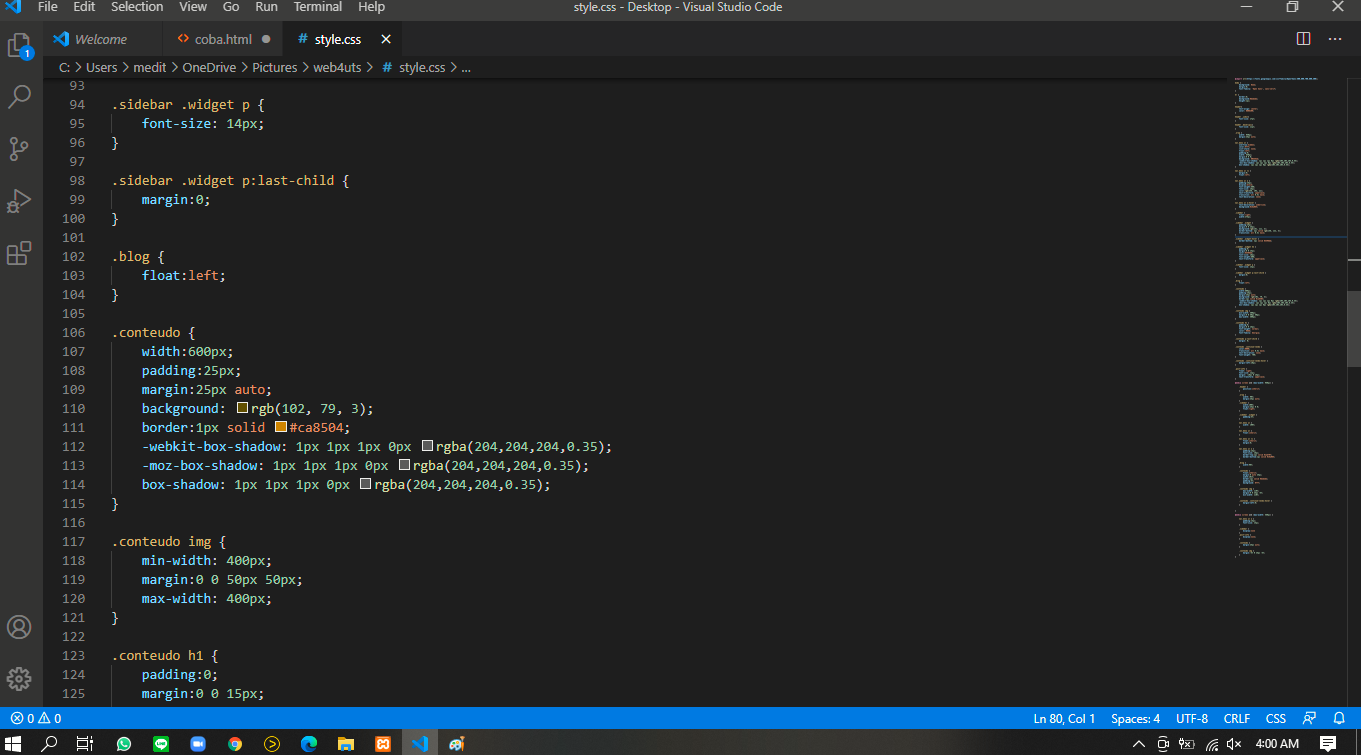 File Edit Selection View Go Run Terminal Help style.css - Desktop - Visual Studio Code
Welcome coba.html style.css
C: > Users > medit > OneDrive > Pictures > web4uts > # style.css > ...
1
93
94 .sidebar .widget p {
95 font-size: 14px;
96 }
97
98 .sidebar .widget p:last-child {
99 margin:0;
100 }
101
102 .blog {
103 float:left;
104 }
105
106 .conteudo {
107 width:600px;
108 padding:25px;
109 margin:25px auto;
110 background: rgb(102, 79, 3);
111 border:1px solid #ca8504;
112 -webkit-box-shadow: 1px 1px 1px 0px rgba(204,204,204,0.35);
113 -moz-box-shadow: 1px 1px 1px 0px rgba(204,204,204,0.35);
114 box-shadow: 1px 1px 1px 0px rgba(204,204,204,0.35);
115 }
116
117 .conteudo img {
118 min-width: 400px;
119 margin:0 0 50px 50px;
120 max-width: 400px;
121 }
122
123 .conteudo h1 {
124 padding:0;
125 margin:0 0 15px;
0 0 Ln 80, Col 1 Spaces: 4 UTF-8 CRLF CSS
4:00 AM